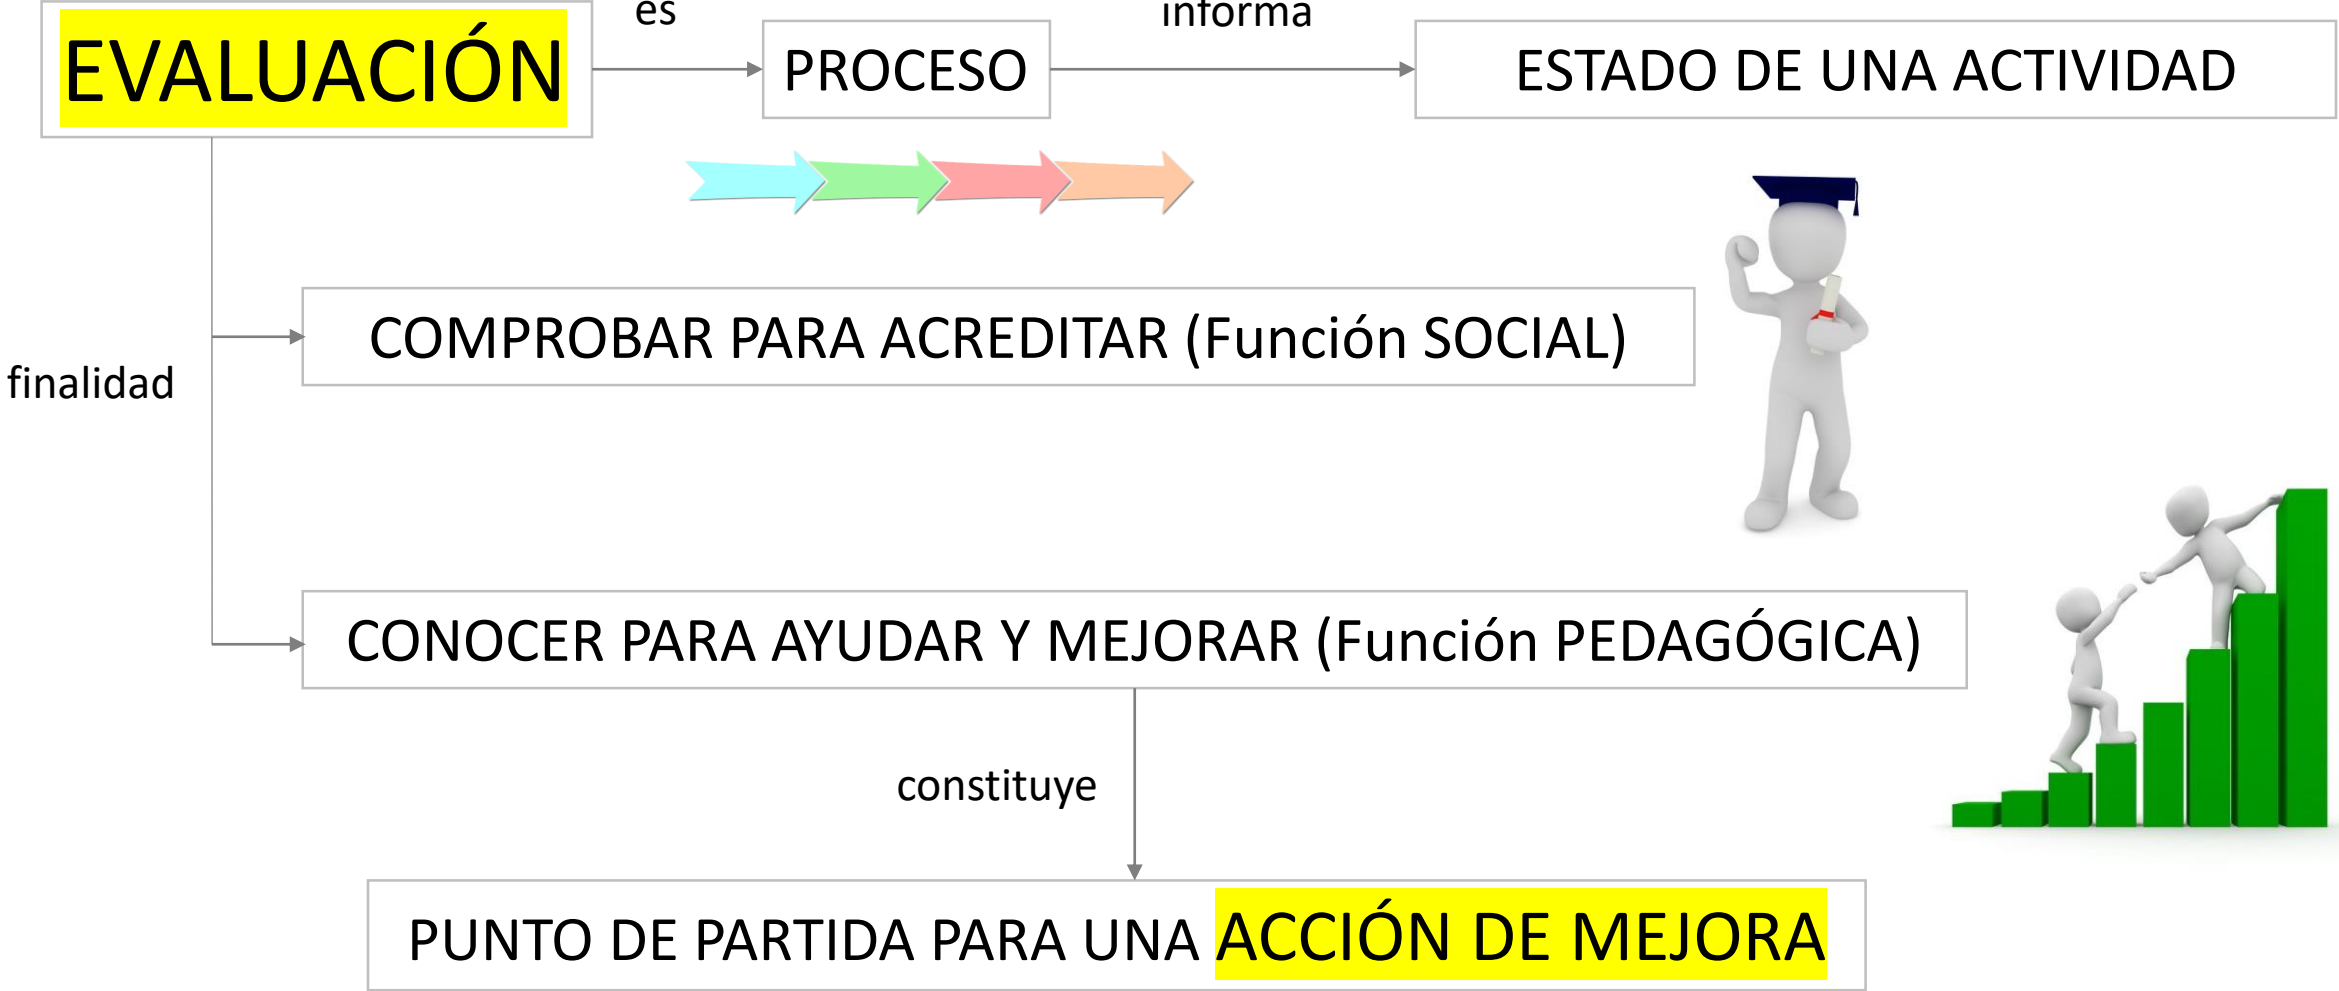 es
informa
EVALUACIÓN
PROCESO
ESTADO DE UNA ACTIVIDAD
COMPROBAR PARA ACREDITAR (Función SOCIAL)
finalidad
CONOCER PARA AYUDAR Y MEJORAR (Función PEDAGÓGICA)
constituye
PUNTO DE PARTIDA PARA UNA ACCIÓN DE MEJORA